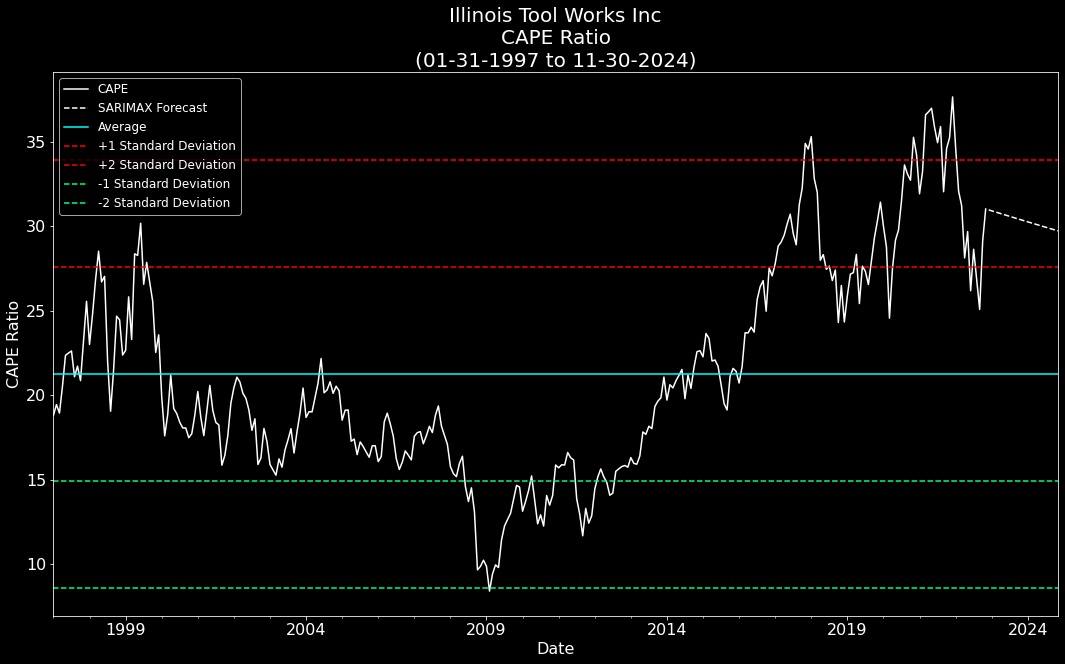 Illinois Tool Works Inc
CAPE Ratio
(01-31-1997 to 11-30-2024)
CAPE
SARIMAX Forecast
Average
+1 Standard Deviation
+2 Standard Deviation
-1 Standard Deviation
-2 Standard Deviation
CAPE Ratio
35
30
25
20
15
10
1999
2004
2009
2014
2019
2024
Date